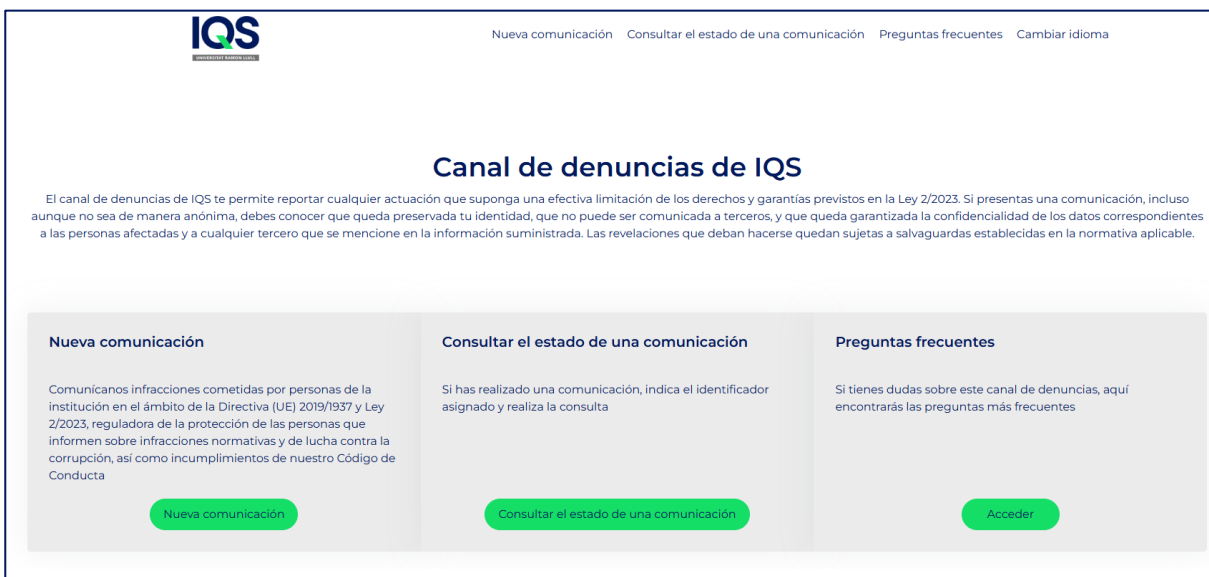 IQS
UNIVERSITAT RAMON LLULL
Nueva comunicación Consultar el estado de una comunicación Preguntas frecuentes Cambiar idioma
Canal de denuncias de IQS
El canal de denuncias de IQS te permite reportar cualquier actuación que suponga una efectiva limitación de los derechos y garantías previstos en la Ley 2/2023. Si presentas una comunicación, incluso
aunque no sea de manera anónima, debes conocer que queda preservada tu identidad, que no puede ser comunicada a terceros, y que queda garantizada la confidencialidad de los datos correspondientes
a las personas afectadas y a cualquier tercero que se mencione en la información suministrada. Las revelaciones que deban hacerse quedan sujetas a salvaguardas establecidas en la normativa aplicable.
Nueva comunicación
Comunícanos infracciones cometidas por personas de la
institución en el ámbito de la Directiva (UE) 2019/1937 y Ley
2/2023, reguladora de la protección de las personas que
informen sobre infracciones normativas y de lucha contra la
corrupción, así como incumplimientos de nuestro Código de
Conducta
Nueva comunicación
Consultar el estado de una comunicación
Si has realizado una comunicación, indica el identificador
asignado y realiza la consulta
Consultar el estado de una comunicación
Preguntas frecuentes
Si tienes dudas sobre este canal de denuncias, aquí
encontrarás las preguntas más frecuentes
Acceder